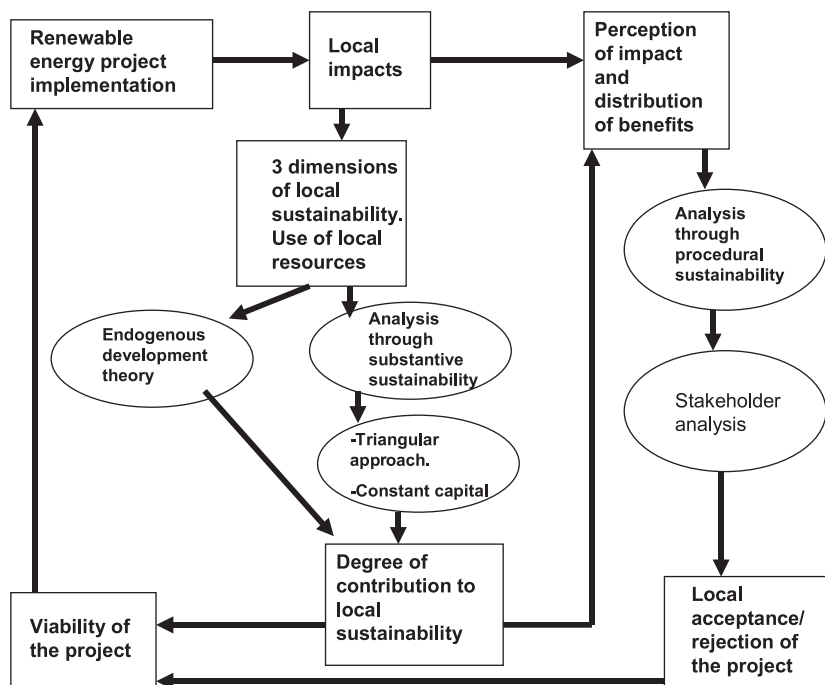 Renewable
energy project
implementation
Local
impacts
Perception
of impact
and
distribution
of benefits
3 dimensions
of local
sustainability.
Use of local
resources
Analysis
through
procedural
sustainability
Endogenous
development
theory
Analysis
through
substantive
sustainability
Stakeholder
analysis
-Triangular
approach.
-Constant capital
Degree of
contribution to
local
sustainability
Viability of
the project
Local
acceptance/
rejection of
the project